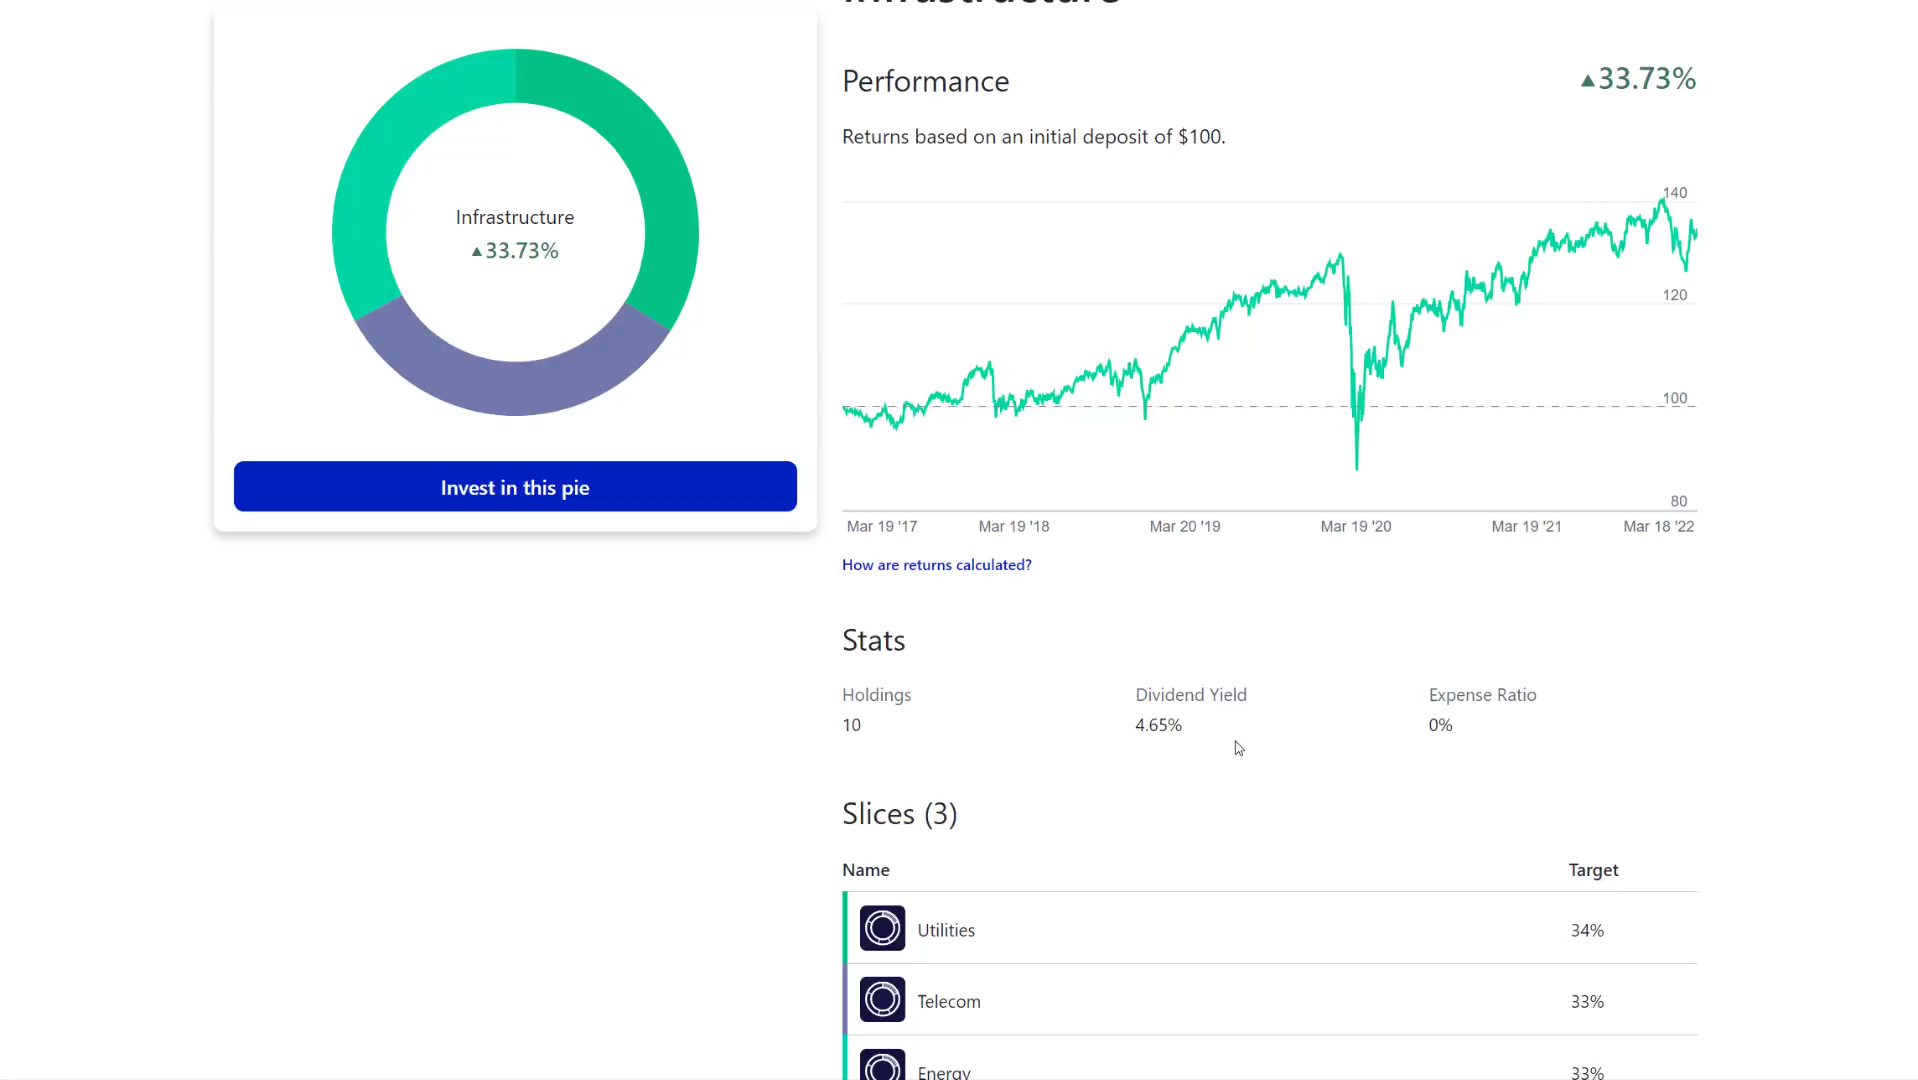 Infrastructure
Infrastructure
▲33.73%
Invest in this pie
Performance
▲33.73%
Returns based on an initial deposit of $100.
140
120
100
80
Mar 19 '17
Mar 19 '18
Mar 20 '19
Mar 19 '20
Mar 19 '21
Mar 18 '22
How are returns calculated?
Stats
Holdings
Dividend Yield
Expense Ratio
10
4.65%
0%
Slices (3)
Name
Target
Utilities
34%
Telecom
33%
Energy
33%